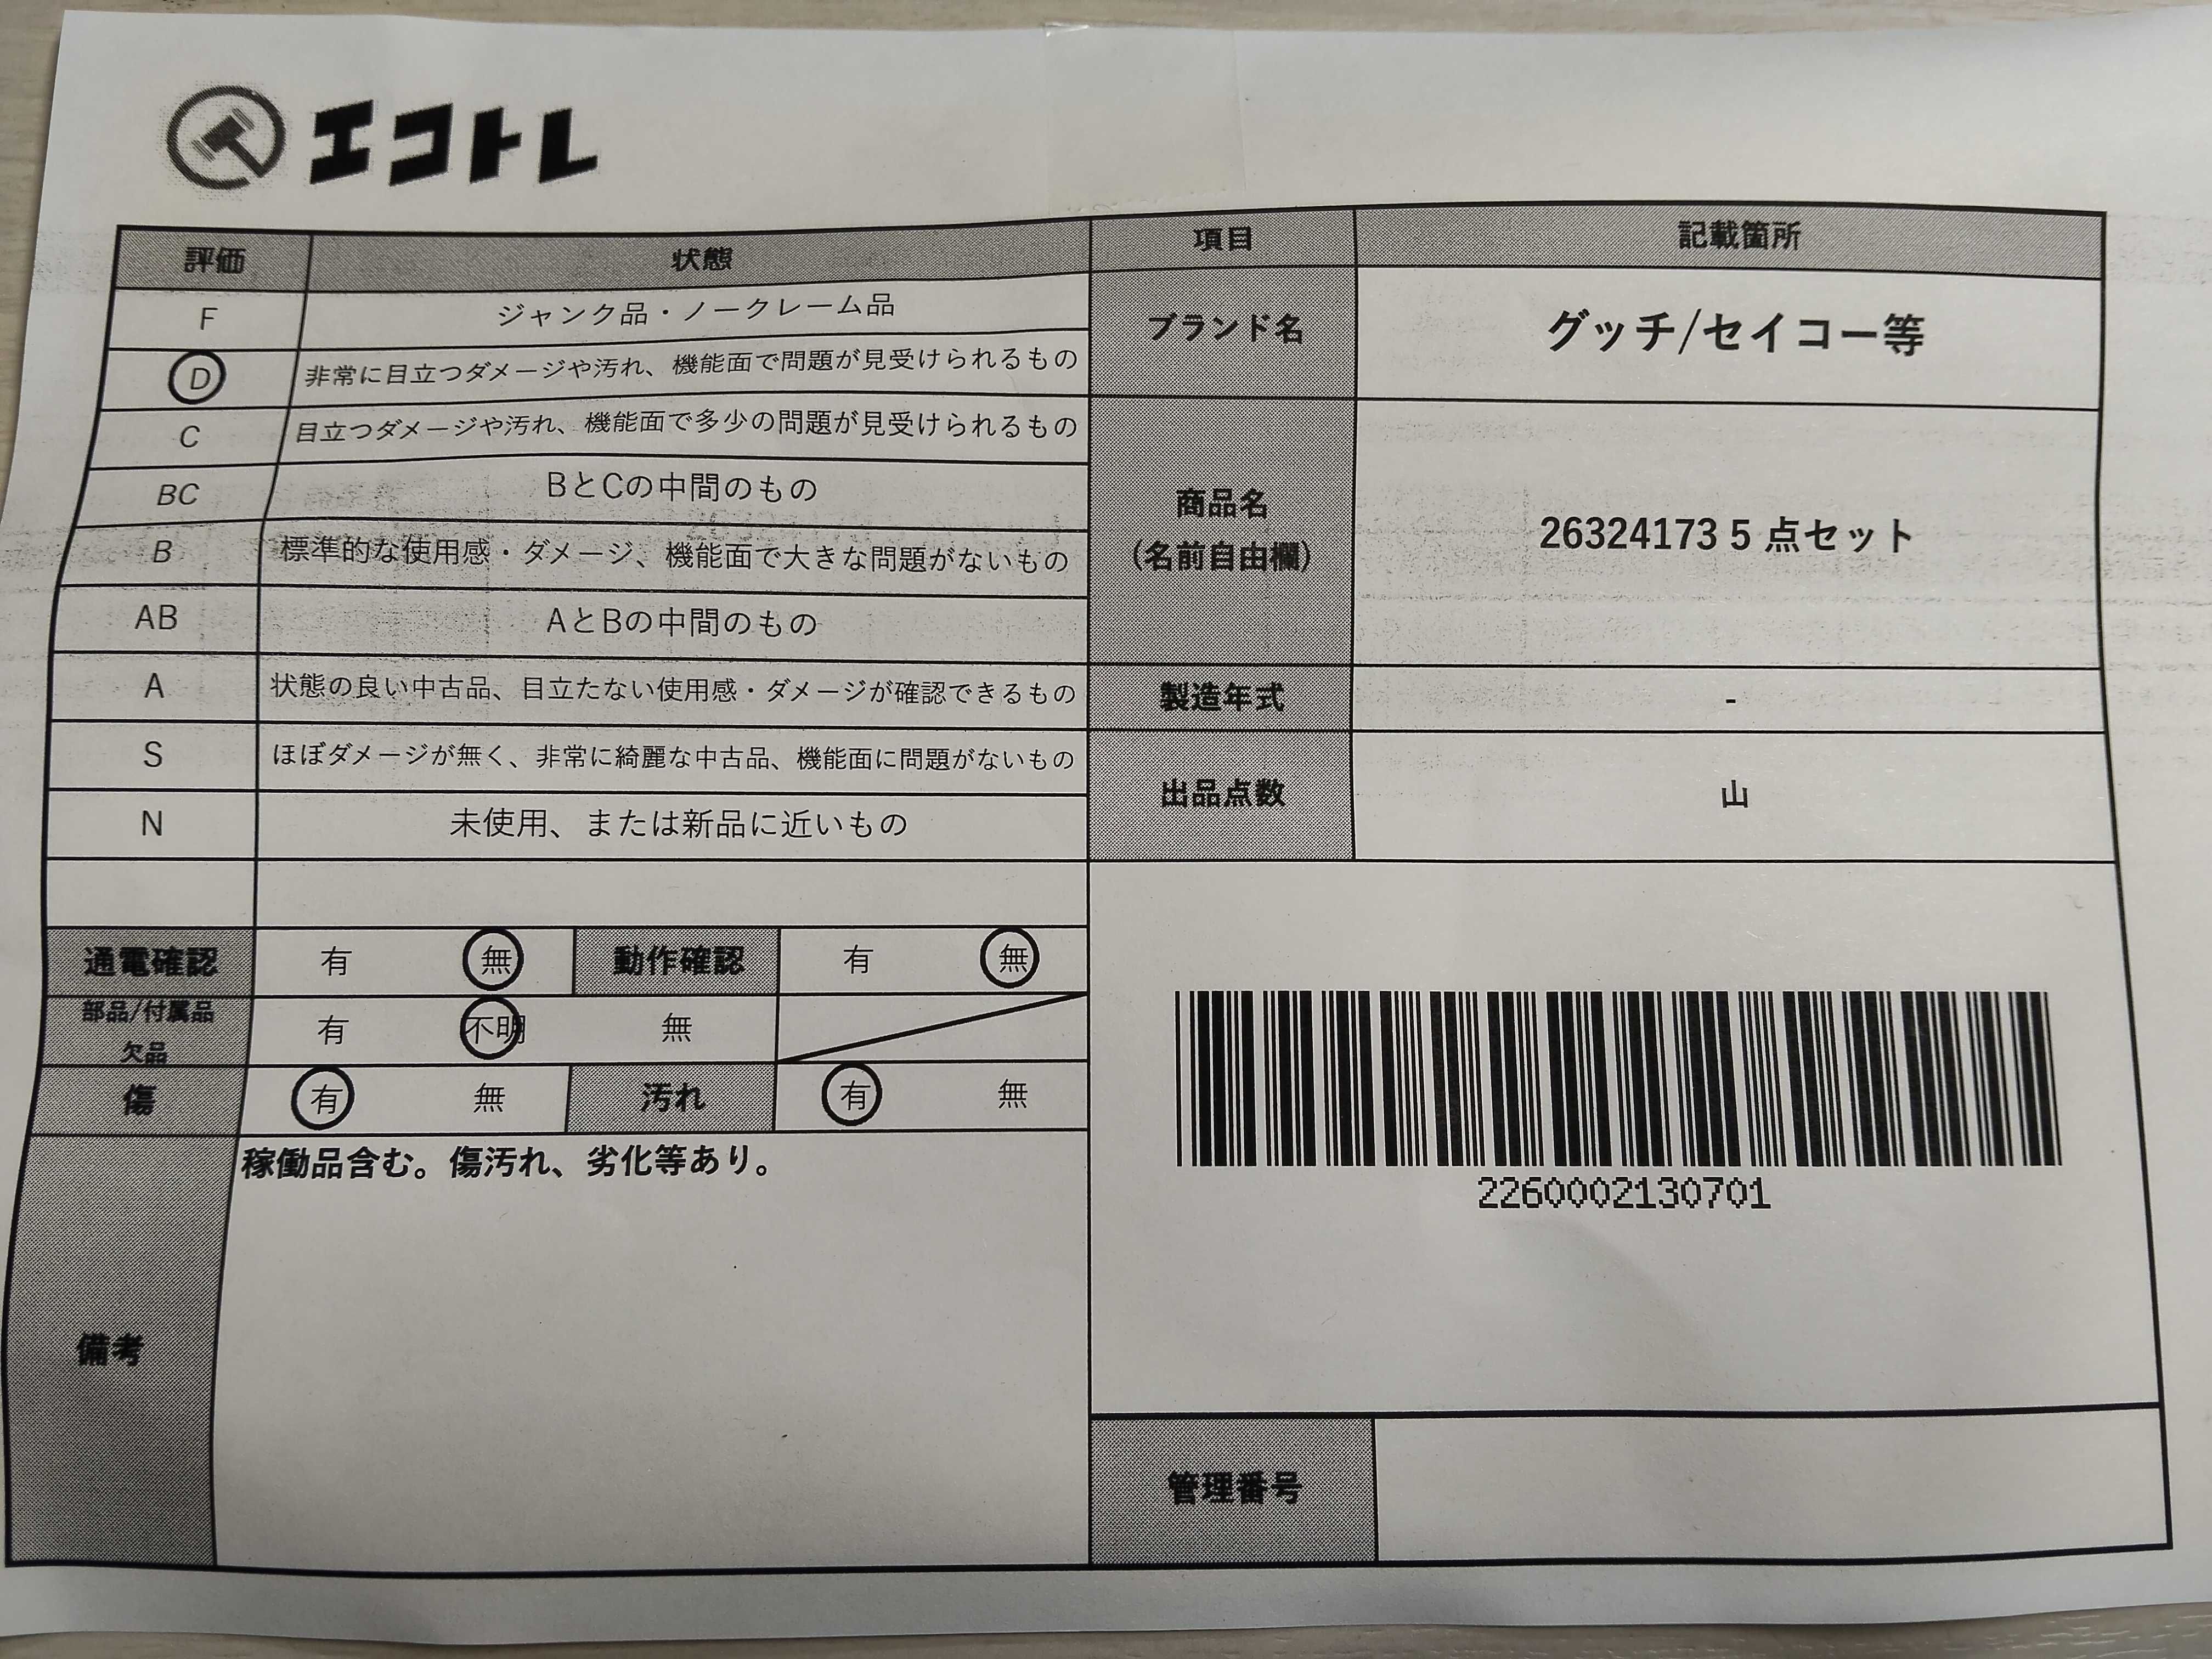 エコトレ
評価 状態
F ジャンク品・ノークレーム品
D 非常に目立つダメージや汚れ、機能面で問題が見受けられるもの
C 目立つダメージや汚れ、機能面で多少の問題が見受けられるもの
BC BとCの中間のもの
B 標準的な使用感・ダメージ、機能面で大きな問題がないもの
AB AとBの中間のもの
A 状態の良い中古品、目立たない使用感・ダメージが確認できるもの
S ほぼダメージが無く、非常に綺麗な中古品、機能面に問題がないもの
N 未使用、または新品に近いもの
通電確認 有 無 動作確認 有 無
部品/付属品
欠品 有 不明 無
傷 有 無 汚れ 有 無
備考 稼働品含む。傷汚れ、劣化等あり。
項目 記載箇所
ブランド名 グッチ/セイコー等
商品名
(名前自由欄) 26324173 5 点セット
製造年式 -
出品点数 山
2260002130701
管理番号